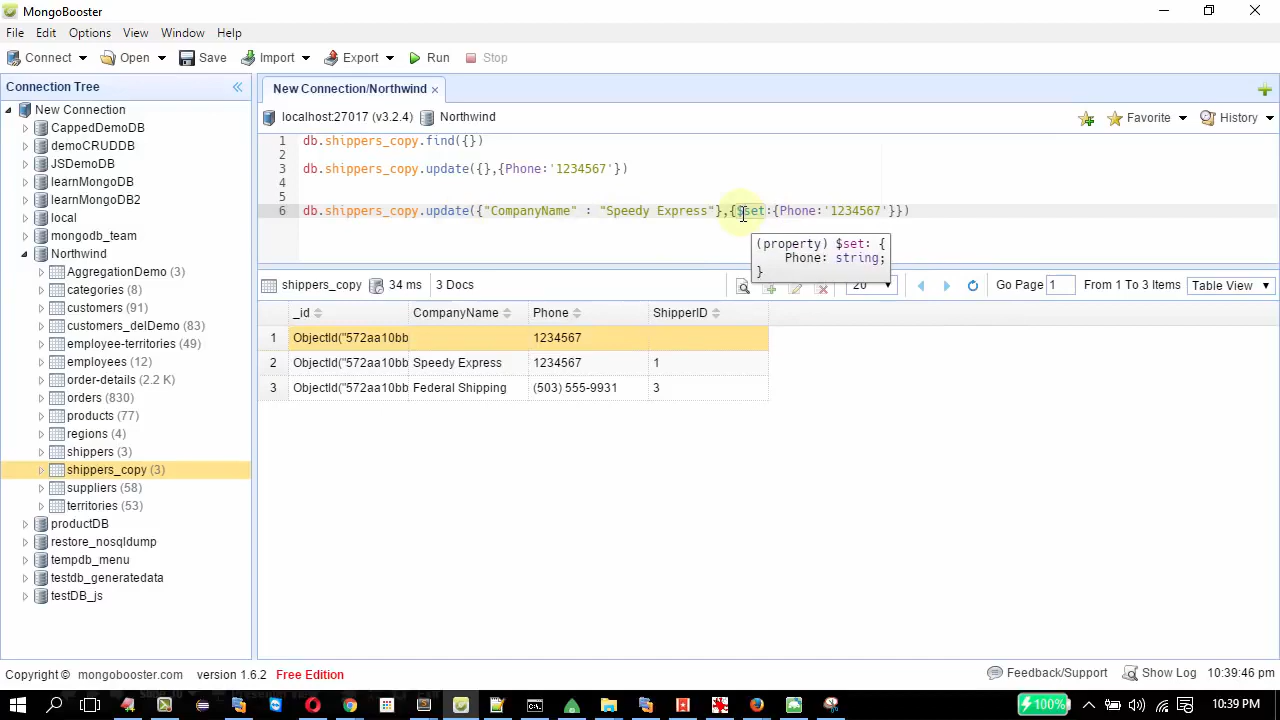 MongoBooster
File Edit Options View Window Help
Connect Open Save Import Export Run Stop
Connection Tree
New Connection/Northwind ×
New Connection
localhost:27017 (v3.2.4) Northwind Favorite History
CappedDemoDB
demoCRUDDB
JSDemoDB
learnMongoDB
learnMongoDB2
local
mongodb_team
Northwind
AggregationDemo (3)
categories (8)
customers (91)
customers_delDemo (83)
employee-territories (49)
employees (12)
order-details (2.2 K)
orders (830)
products (77)
regions (4)
shippers (3)
shippers_copy (3)
suppliers (58)
territories (53)
productDB
restore_nosqldump
tempdb_menu
testdb_generatedata
testDB_js
1 db.shippers_copy.find({})
2
3 db.shippers_copy.update({},{Phone:'1234567'})
4
5
6 db.shippers_copy.update({"CompanyName" : "Speedy Express"},{$set:{Phone:'1234567'}})
(property) $set: {
Phone: string;
}
shippers_copy 34 ms 3 Docs 20 Go Page 1 From 1 To 3 Items Table View
_id CompanyName Phone ShipperID
1 ObjectId("572aa10bb 1234567
2 ObjectId("572aa10bb Speedy Express 1234567 1
3 ObjectId("572aa10bb Federal Shipping (503) 555-9931 3
Copyright © mongobooster.com version 1.6.2 Free Edition Feedback/Support Show Log 10:39:46 pm
100% 10:39 PM